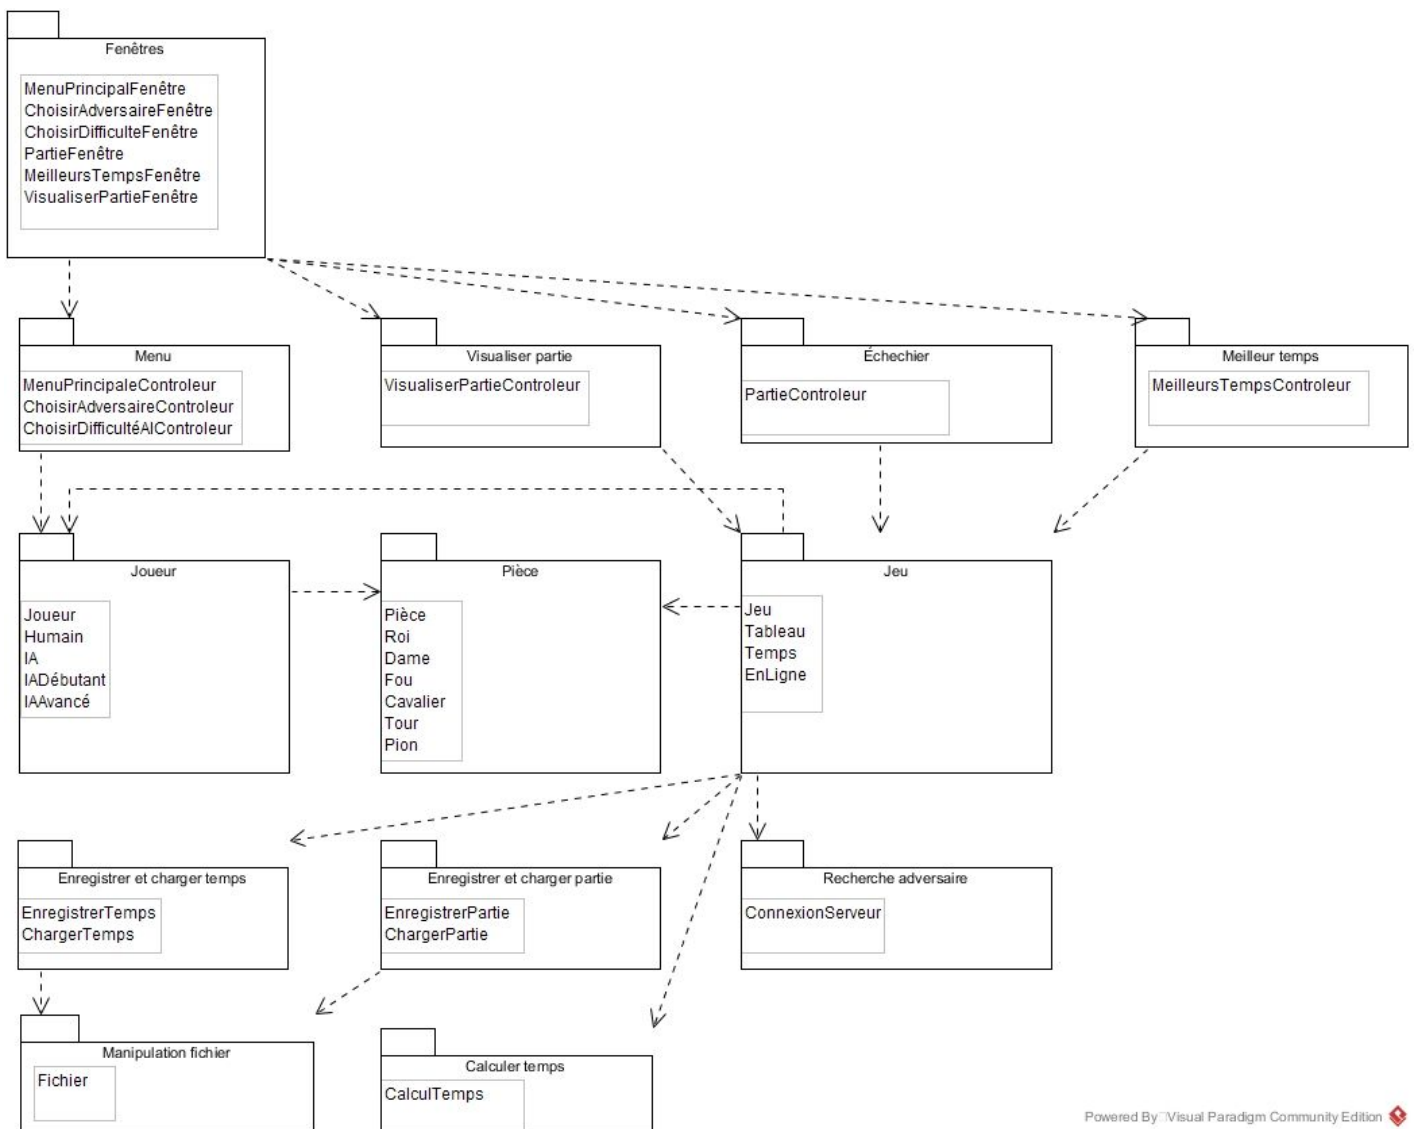 Fenêtres
MenuPrincipalFenêtre
ChoisirAdversaireFenêtre
ChoisirDifficulteFenêtre
PartieFenêtre
MeilleursTempsFenêtre
VisualiserPartieFenêtre
Menu
MenuPrincipaleControleur
ChoisirAdversaireControleur
ChoisirDifficultéAIControleur
Visualiser partie
VisualiserPartieControleur
Échechier
PartieControleur
Meilleur temps
MeilleursTempsControleur
Joueur
Joueur
Humain
IA
IADébutant
IAAvancé
Pièce
Pièce
Roi
Dame
Fou
Cavalier
Tour
Pion
Jeu
Jeu
Tableau
Temps
EnLigne
Enregistrer et charger temps
EnregistrerTemps
ChargerTemps
Enregistrer et charger partie
EnregistrerPartie
ChargerPartie
Recherche adversaire
ConnexionServeur
Manipulation fichier
Fichier
Calculer temps
CalculTemps
Powered By Visual Paradigm Community Edition